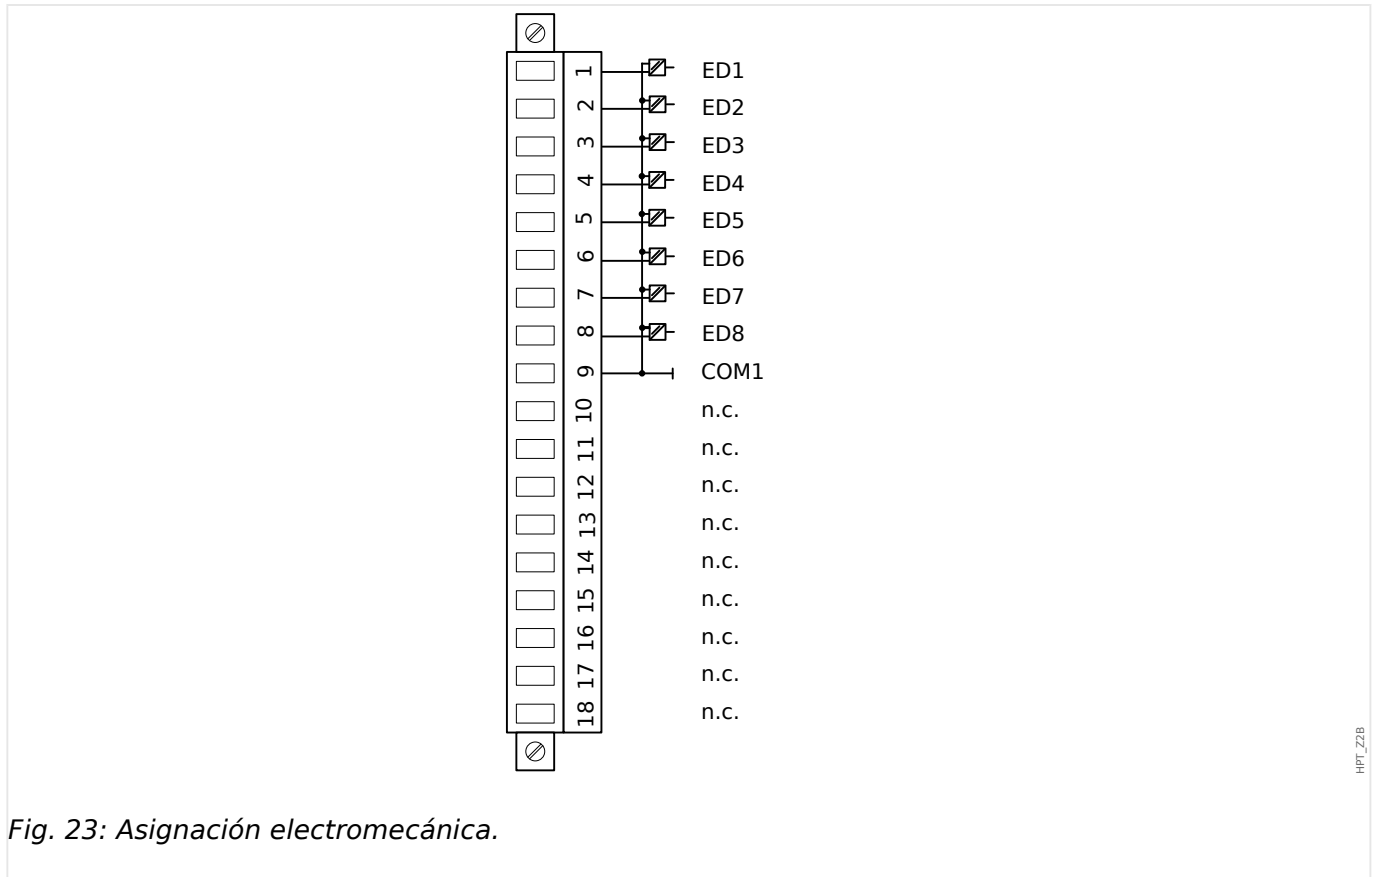 1 ED1
2 ED2
3 ED3
4 ED4
5 ED5
6 ED6
7 ED7
8 ED8
9 COM1
10 n.c.
11 n.c.
12 n.c.
13 n.c.
14 n.c.
15 n.c.
16 n.c.
17 n.c.
18 n.c.
HPT_Z2B
Fig. 23: Asignación electromecánica.